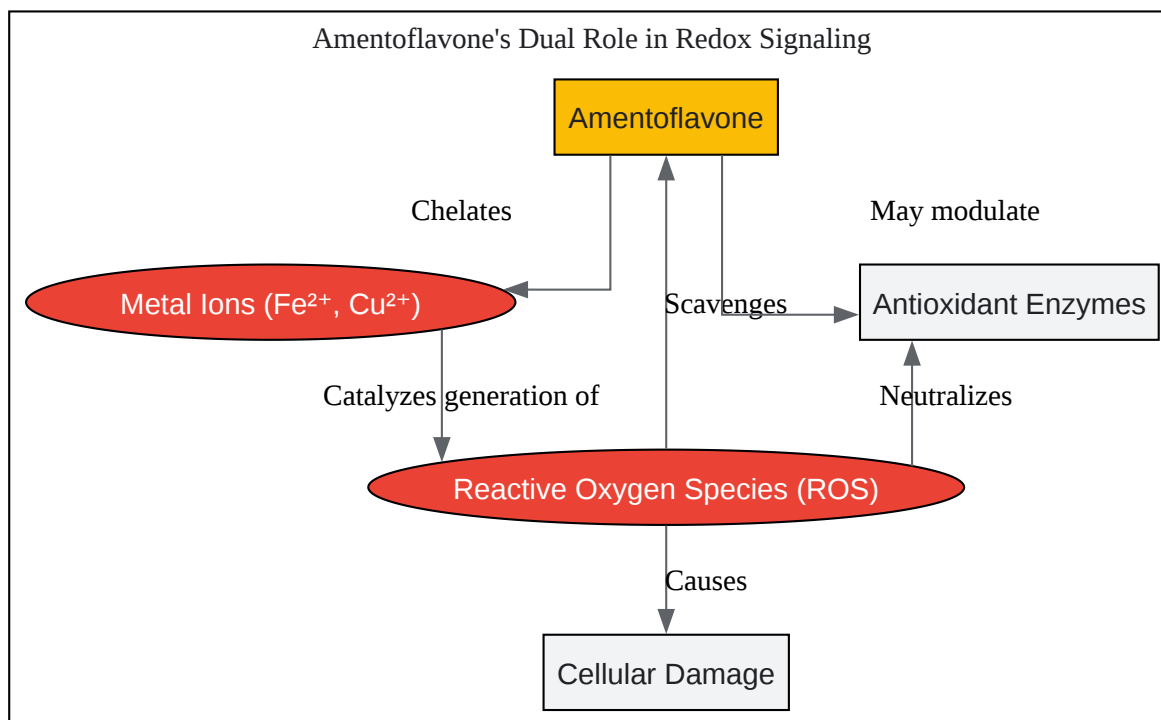 Amentoflavone's Dual Role in Redox Signaling
Amentoflavone
Chelates
May modulate
Metal Ions (Fe²⁺, Cu²⁺)
Scavenges
Antioxidant Enzymes
Catalyzes generation of
Neutralizes
Reactive Oxygen Species (ROS)
Causes
Cellular Damage